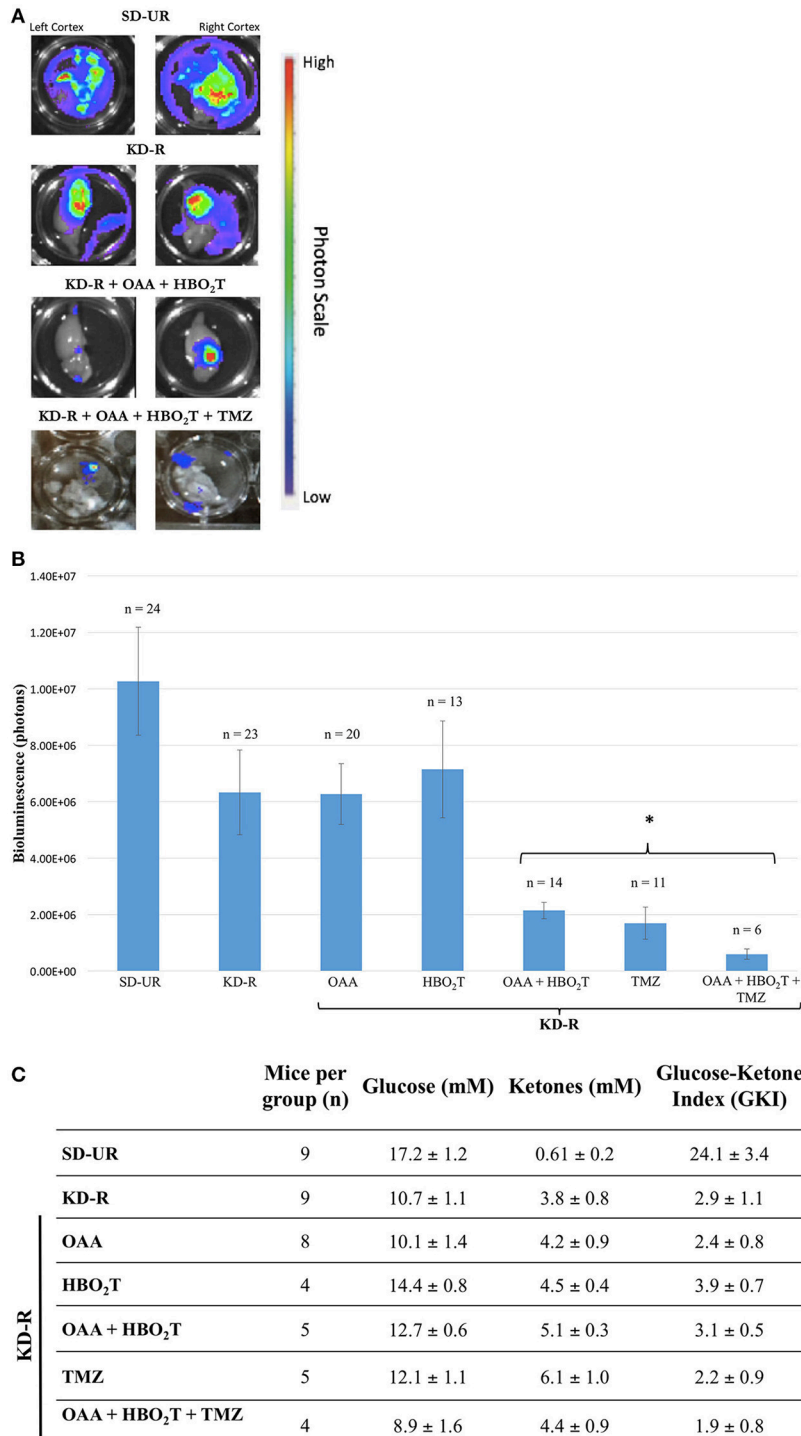 A
SD-UR
Left Cortex
Right Cortex
KD-R
KD-R + OAA + HBO₂T
KD-R + OAA + HBO₂T + TMZ
High
Photon Scale
Low
B
Bioluminescence (photons)
1.40E+07
1.20E+07
1.00E+07
8.00E+06
6.00E+06
4.00E+06
2.00E+06
0.00E+00
n = 24
n = 23
n = 20
n = 13
*
n = 14
n = 11
n = 6
SD-UR
KD-R
OAA
HBO₂T
OAA + HBO₂T
TMZ
OAA + HBO₂T +
TMZ
KD-R
C
Mice per
group (n)
Glucose (mM)
Ketones (mM)
Glucose-Ketone
Index (GKI)
SD-UR 9 17.2 ± 1.2 0.61 ± 0.2 24.1 ± 3.4
KD-R 9 10.7 ± 1.1 3.8 ± 0.8 2.9 ± 1.1
KD-R
OAA 8 10.1 ± 1.4 4.2 ± 0.9 2.4 ± 0.8
HBO₂T 4 14.4 ± 0.8 4.5 ± 0.4 3.9 ± 0.7
OAA + HBO₂T 5 12.7 ± 0.6 5.1 ± 0.3 3.1 ± 0.5
TMZ 5 12.1 ± 1.1 6.1 ± 1.0 2.2 ± 0.9
OAA + HBO₂T + TMZ 4 8.9 ± 1.6 4.4 ± 0.9 1.9 ± 0.8